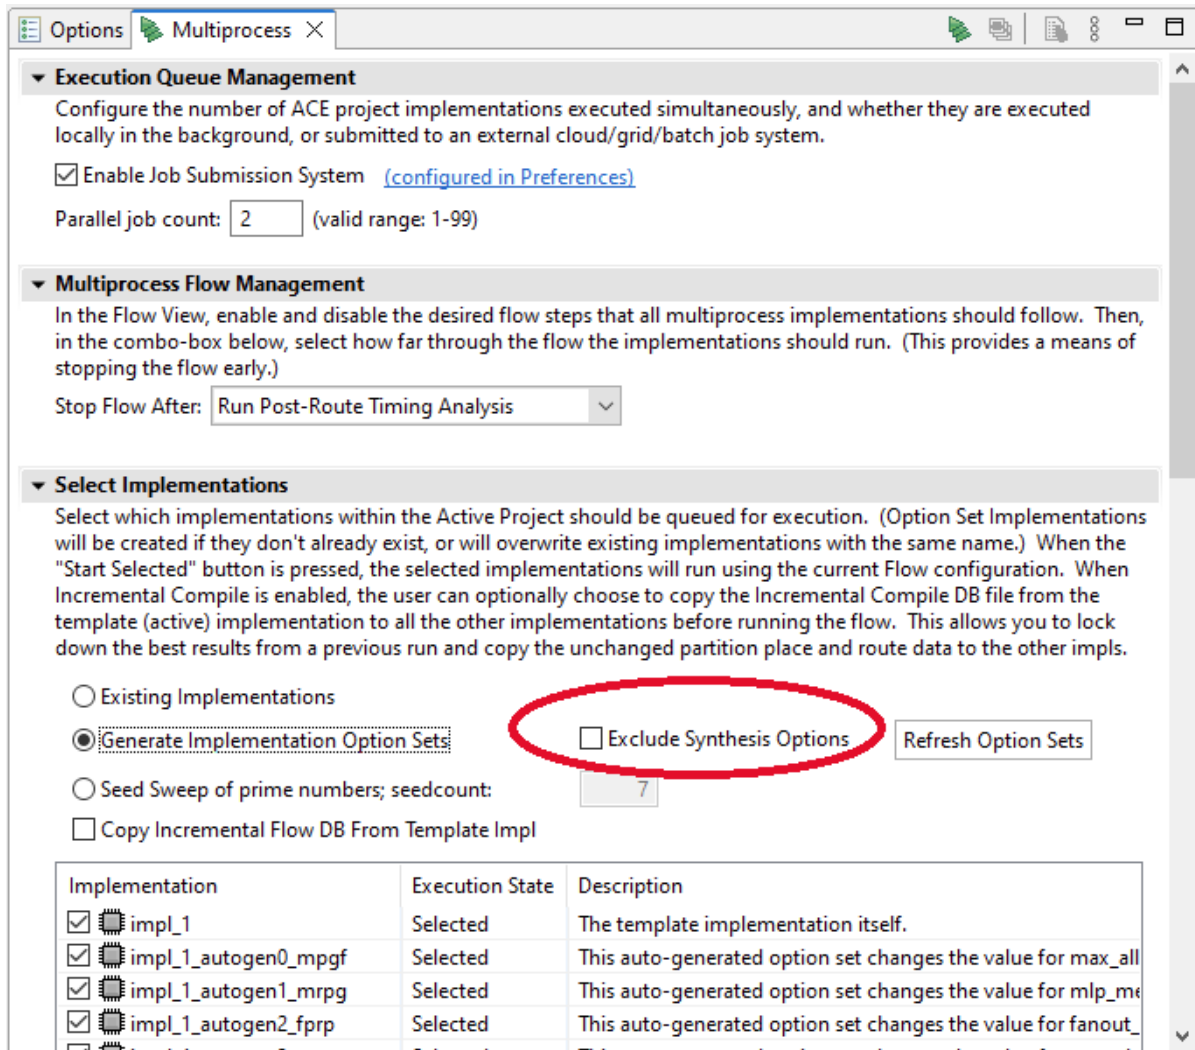 Options Multiprocess
Execution Queue Management
Configure the number of ACE project implementations executed simultaneously, and whether they are executed
locally in the background, or submitted to an external cloud/grid/batch job system.
Enable Job Submission System (configured in Preferences)
Parallel job count: 2 (valid range: 1-99)
Multiprocess Flow Management
In the Flow View, enable and disable the desired flow steps that all multiprocess implementations should follow. Then,
in the combo-box below, select how far through the flow the implementations should run. (This provides a means of
stopping the flow early.)
Stop Flow After: Run Post-Route Timing Analysis
Select Implementations
Select which implementations within the Active Project should be queued for execution. (Option Set Implementations
will be created if they don't already exist, or will overwrite existing implementations with the same name.) When the
"Start Selected" button is pressed, the selected implementations will run using the current Flow configuration. When
Incremental Compile is enabled, the user can optionally choose to copy the Incremental Compile DB file from the
template (active) implementation to all the other implementations before running the flow. This allows you to lock
down the best results from a previous run and copy the unchanged partition place and route data to the other impls.
Existing Implementations
Generate Implementation Option Sets Exclude Synthesis Options Refresh Option Sets
Seed Sweep of prime numbers; seedcount: 7
Copy Incremental Flow DB From Template Impl
Implementation Execution State Description
impl_1 Selected The template implementation itself.
impl_1_autogen0_mpgf Selected This auto-generated option set changes the value for max_all
impl_1_autogen1_mrpg Selected This auto-generated option set changes the value for mlp_me
impl_1_autogen2_fprp Selected This auto-generated option set changes the value for fanout_